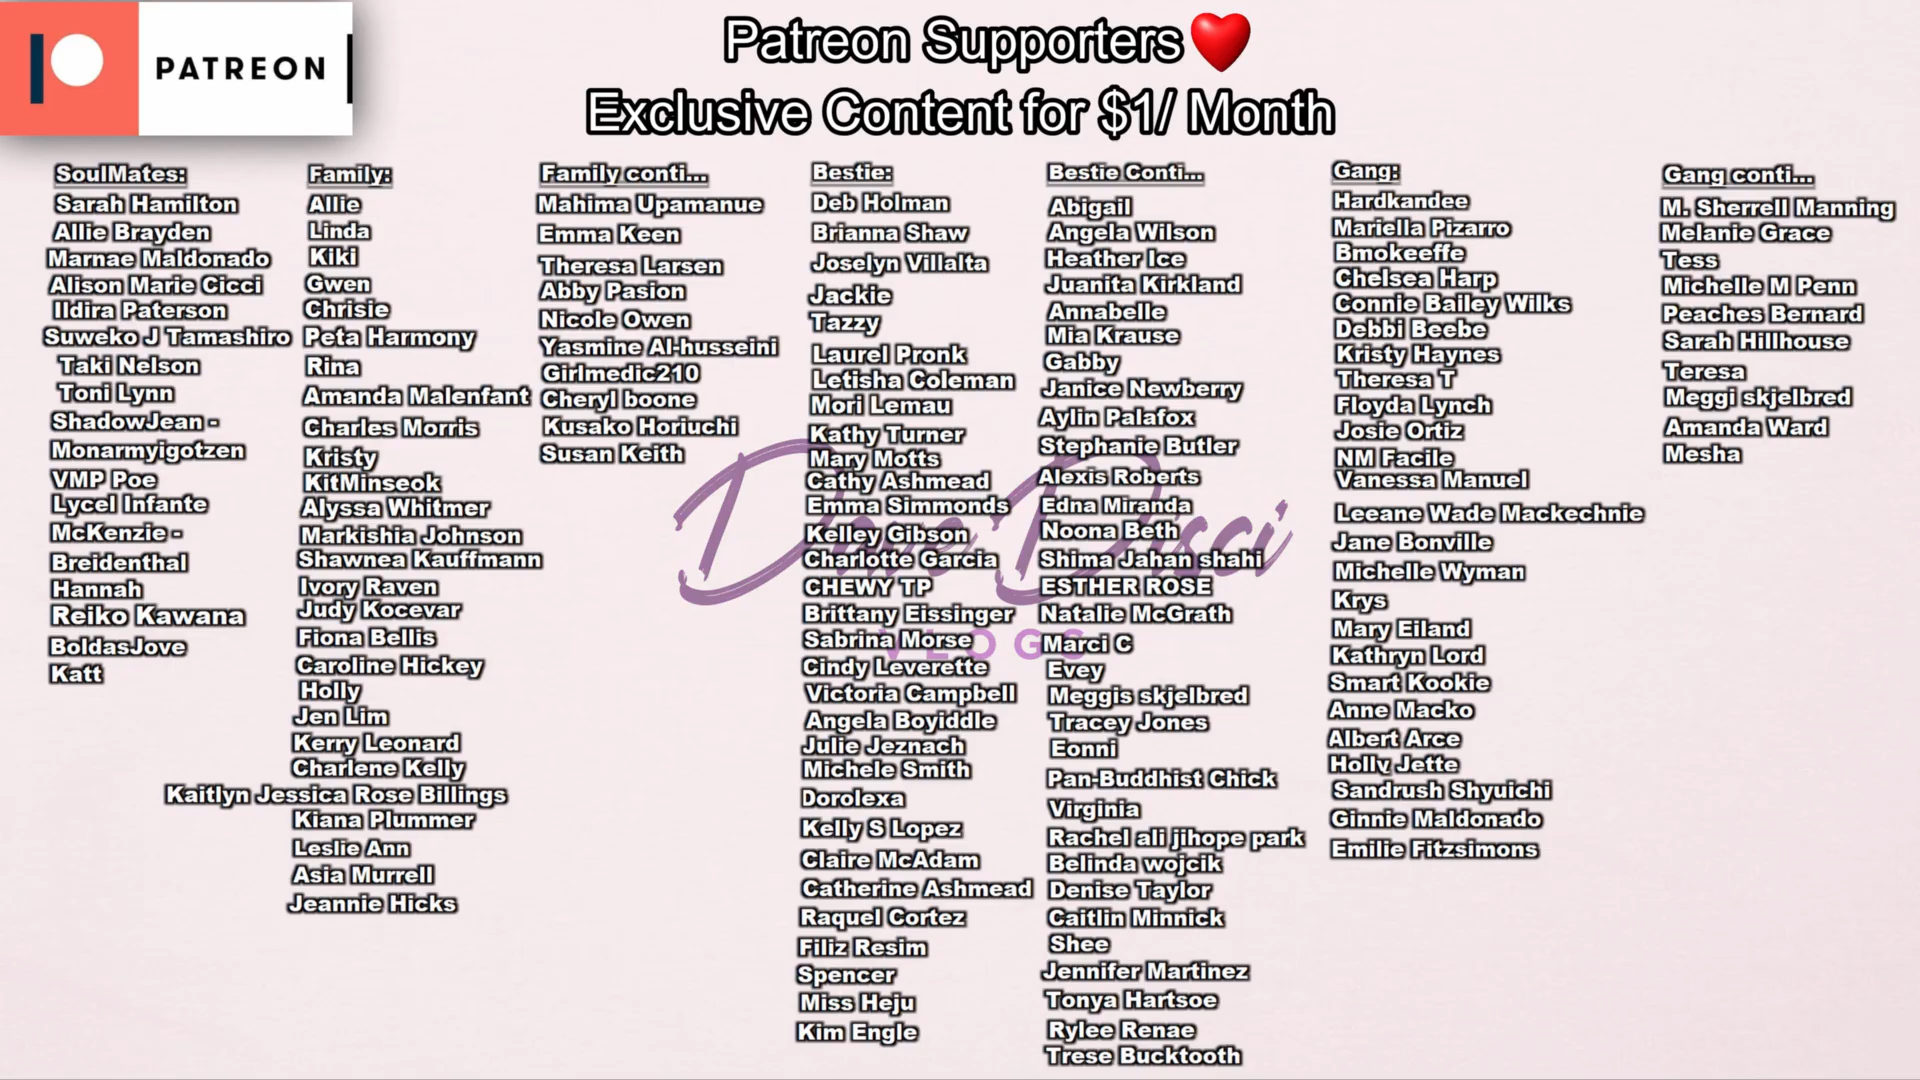 PATREON
Patreon Supporters
Exclusive Content for $1/ Month
SoulMates:
Sarah Hamilton
Allie Brayden
Marnae Maldonado
Alison Marie Cicci
Ildira Paterson
Suweko J Tamashiro
Taki Nelson
Toni Lynn
ShadowJean -
Monarmyigotzen
VMP Poe
Lycel Infante
McKenzie -
Breidenthal
Hannah
Reiko Kawana
BoldasJove
Katt
Family:
Allie
Linda
Kiki
Gwen
Chrisie
Peta Harmony
Rina
Amanda Malenfant
Charles Morris
Kristy
KitMinseok
Alyssa Whitmer
Markishia Johnson
Shawnea Kauffmann
Ivory Raven
Judy Kocevar
Fiona Bellis
Caroline Hickey
Holly
Jen Lim
Kerry Leonard
Charlene Kelly
Kaitlyn Jessica Rose Billings
Kiana Plummer
Leslie Ann
Asia Murrell
Jeannie Hicks
Family conti...
Mahima Upamanue
Emma Keen
Theresa Larsen
Abby Pasion
Nicole Owen
Yasmine Al-husseini
Girlmedic210
Cheryl boone
Kusako Horiuchi
Susan Keith
Bestie:
Deb Holman
Brianna Shaw
Joselyn Villalta
Jackie
Tazzy
Laurel Pronk
Letisha Coleman
Mori Lemau
Kathy Turner
Mary Motts
Cathy Ashmead
Emma Simmonds
Kelley Gibson
Charlotte Garcia
CHEWY TP
Brittany Eissinger
Sabrina Morse
Cindy Leverette
Victoria Campbell
Angela Boyiddle
Julie Jeznach
Michele Smith
Dorolexa
Kelly S Lopez
Claire McAdam
Catherine Ashmead
Raquel Cortez
Filiz Resim
Spencer
Miss Heju
Kim Engle
Bestie Conti...
Abigail
Angela Wilson
Heather Ice
Juanita Kirkland
Annabelle
Mia Krause
Gabby
Janice Newberry
Aylin Palafox
Stephanie Butler
Alexis Roberts
Edna Miranda
Noona Beth
Shima Jahan shahi
ESTHER ROSE
Natalie McGrath
Marci C
Evey
Meggis skjelbred
Tracey Jones
Eonni
Pan-Buddhist Chick
Virginia
Rachel ali jihope park
Belinda wojcik
Denise Taylor
Caitlin Minnick
Shee
Jennifer Martinez
Tonya Hartsoe
Rylee Renae
Trese Bucktooth
Gang:
Hardkandee
Mariella Pizarro
Bmokeeffe
Chelsea Harp
Connie Bailey Wilks
Debbi Beebe
Kristy Haynes
Theresa T
Floyda Lynch
Josie Ortiz
NM Facile
Vanessa Manuel
Leeane Wade Mackechnie
Jane Bonville
Michelle Wyman
Krys
Mary Eiland
Kathryn Lord
Smart Kookie
Anne Macko
Albert Arce
Holly Jette
Sandrush Shyuichi
Ginnie Maldonado
Emilie Fitzsimons
Gang conti...
M. Sherrell Manning
Melanie Grace
Tess
Michelle M Penn
Peaches Bernard
Sarah Hillhouse
Teresa
Meggi skjelbred
Amanda Ward
Mesha
VLOGS